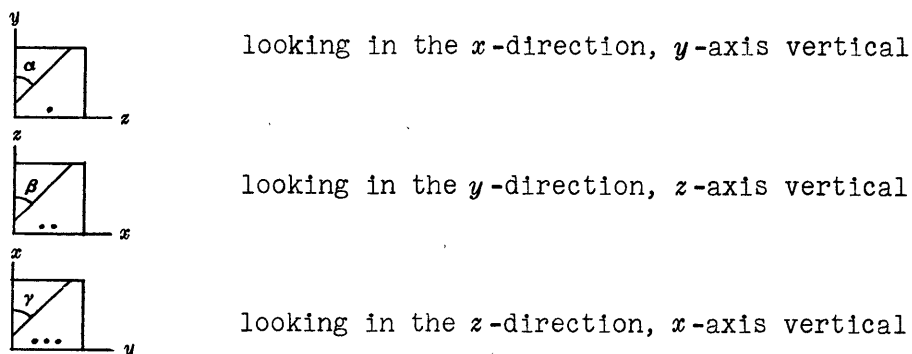 y
looking in the x-direction, y-axis vertical
α
z
z
looking in the y-direction, z-axis vertical
β
x
x
γ
looking in the z-direction, x-axis vertical
y